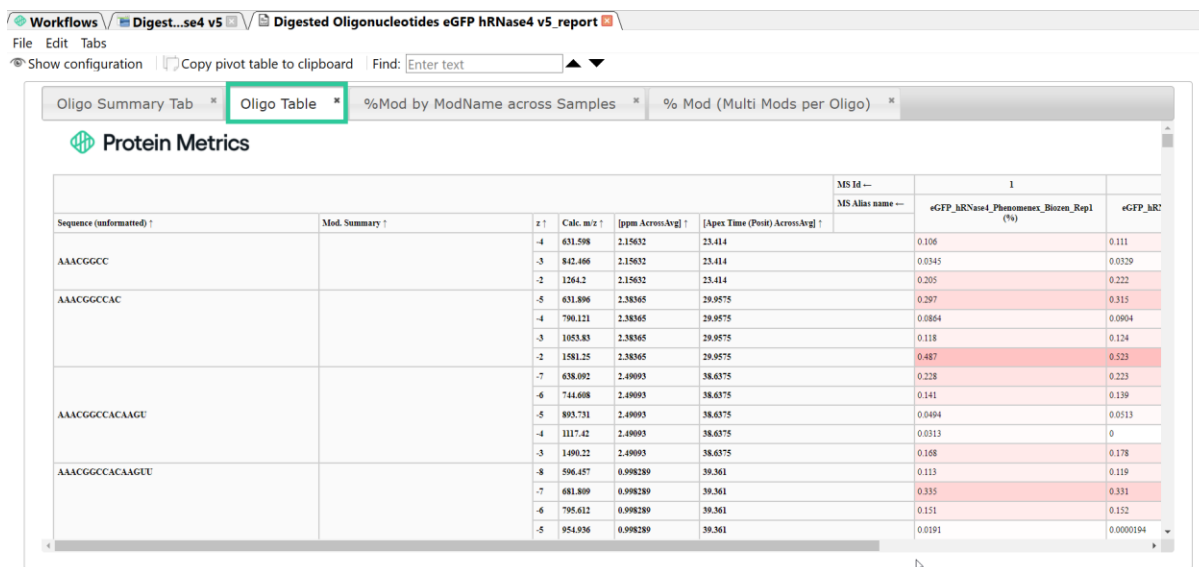 Workflows Digest...se4 v5 Digested Oligonucleotides eGFP hRNase4 v5_report
File Edit Tabs
Show configuration Copy pivot table to clipboard Find: Enter text
Oligo Summary Tab Oligo Table %Mod by ModName across Samples % Mod (Multi Mods per Oligo)
Protein Metrics
MS Id ← 1
MS Alias name ← eGFP_hRNase4_Phenomenex_Biozen_Rep1 (%) eGFP_hRN
Sequence (unformatted) ↑ Mod. Summary ↑ z ↑ Calc. m/z ↑ [ppm AcrossAvg] ↑ [Apex Time (Posit) AcrossAvg] ↑
-4 631.598 2.15632 23.414 0.106 0.111
AAACGGCC -3 842.466 2.15632 23.414 0.0345 0.0329
-2 1264.2 2.15632 23.414 0.205 0.222
AAACGGCCAC -5 631.896 2.38365 29.9575 0.297 0.315
-4 790.121 2.38365 29.9575 0.0864 0.0904
-3 1053.83 2.38365 29.9575 0.118 0.124
-2 1581.25 2.38365 29.9575 0.487 0.523
-7 638.092 2.49093 38.6375 0.228 0.223
-6 744.608 2.49093 38.6375 0.141 0.139
AAACGGCCACAAGU -5 893.731 2.49093 38.6375 0.0494 0.0513
-4 1117.42 2.49093 38.6375 0.0313 0
-3 1490.22 2.49093 38.6375 0.168 0.178
AAACGGCCACAAGUU -8 596.457 0.998289 39.361 0.113 0.119
-7 681.809 0.998289 39.361 0.335 0.331
-6 795.612 0.998289 39.361 0.151 0.152
-5 954.936 0.998289 39.361 0.0191 0.0000194